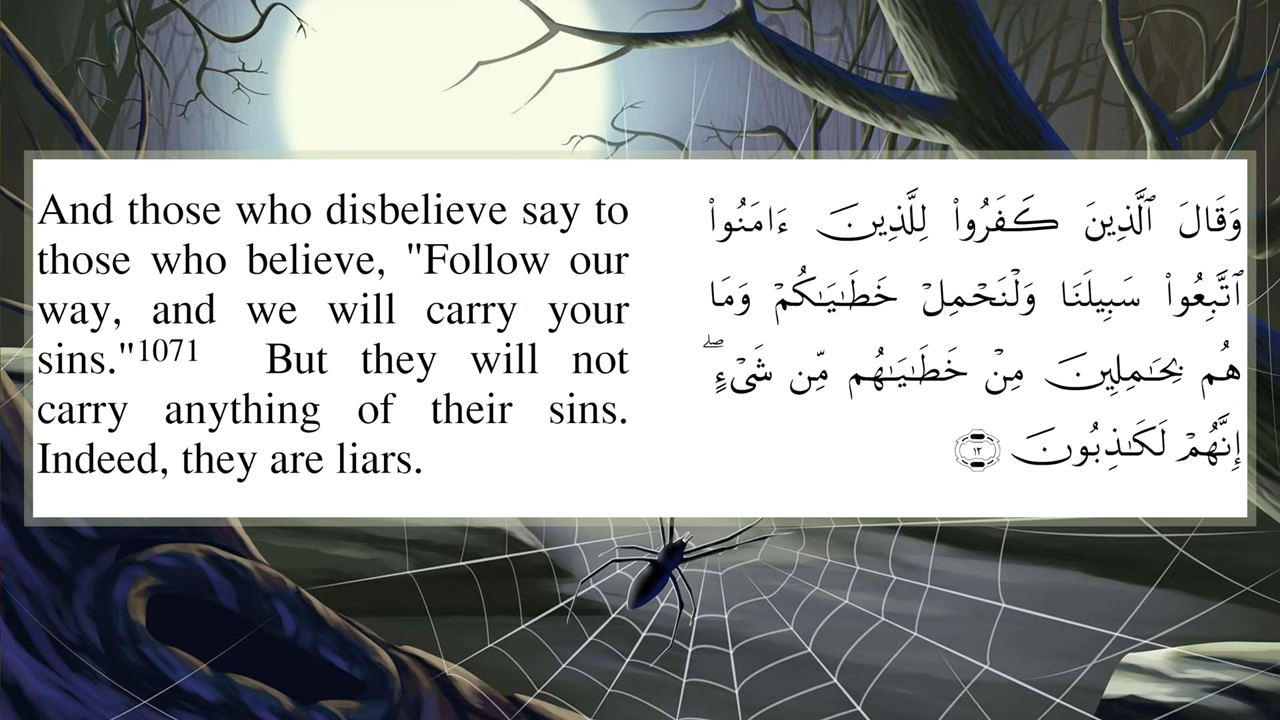 And those who disbelieve say to
those who believe, "Follow our
way, and we will carry your
sins."1071 But they will not
carry anything of their sins.
Indeed, they are liars.
وَقَالَ ٱلَّذِينَ كَفَرُوا۟ لِلَّذِينَ ءَامَنُوا۟
ٱتَّبِعُوا۟ سَبِيلَنَا وَلْنَحْمِلْ خَطَـٰيَـٰكُمْ وَمَا
هُم بِحَـٰمِلِينَ مِنْ خَطَـٰيَـٰهُم مِّن شَىْءٍ ۖ
إِنَّهُمْ لَكَـٰذِبُونَ ١٢